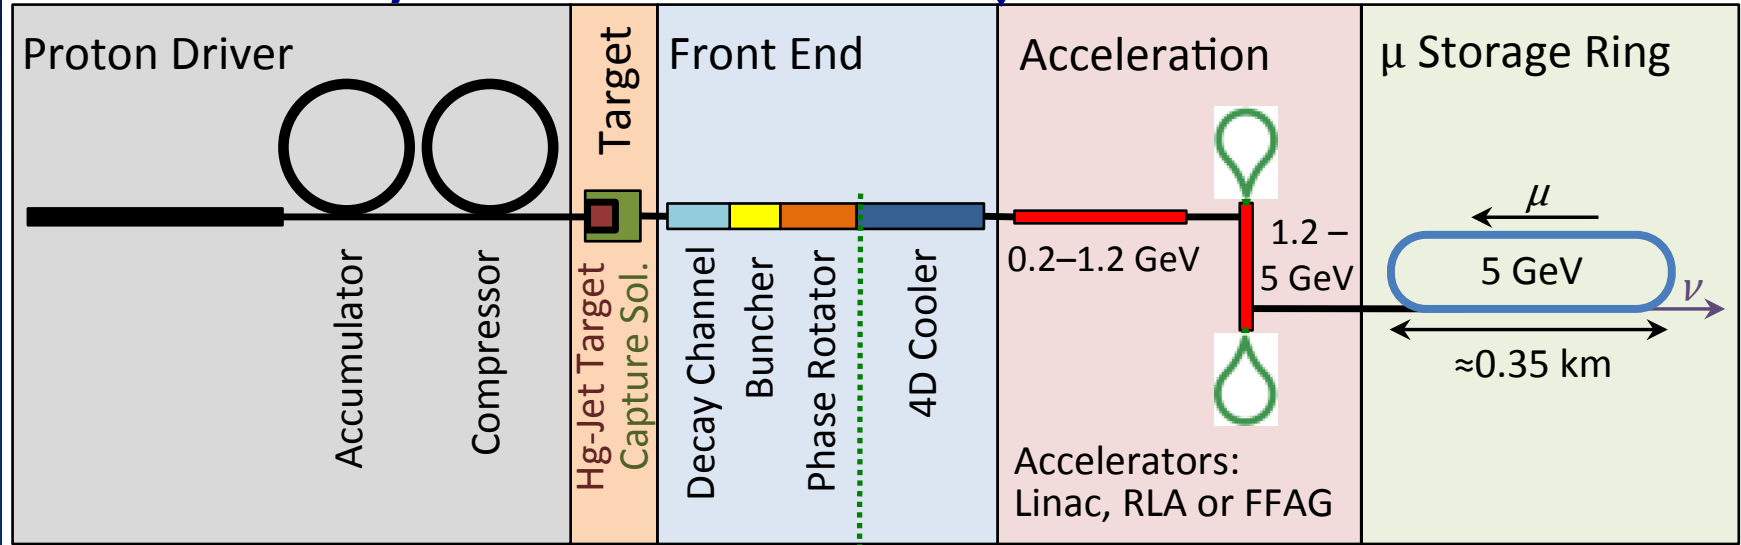 Proton Driver
Accumulator
Compressor
Target
Hg-Jet Target
Capture Sol.
Front End
Decay Channel
Buncher
Phase Rotator
4D Cooler
Acceleration
0.2–1.2 GeV
1.2 –
5 GeV
Accelerators:
Linac, RLA or FFAG
μ Storage Ring
μ
5 GeV
ν
≈0.35 km